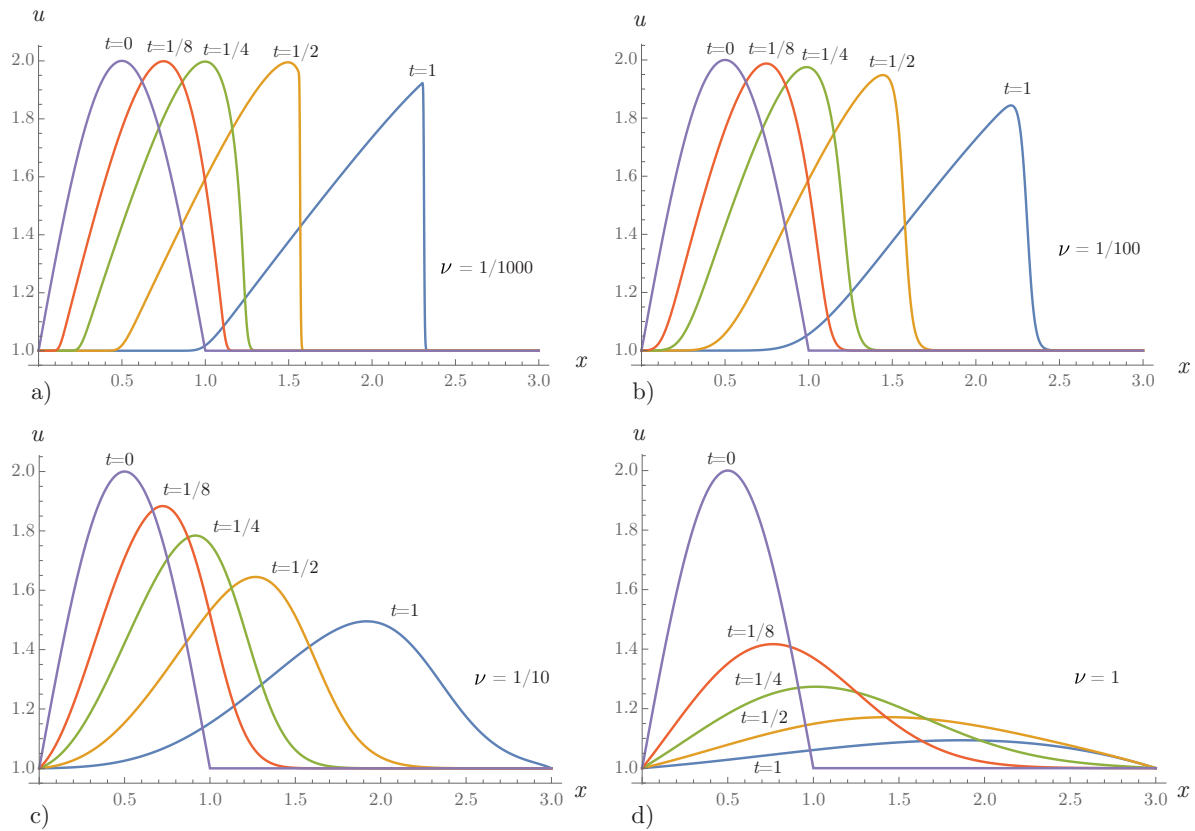 u
t=0 t=1/8 t=1/4 t=1/2 t=1
2.0
1.8
1.6
1.4
1.2
1.0
ν = 1/1000
0.5 1.0 1.5 2.0 2.5 3.0 x
a)
u
t=0 t=1/8 t=1/4 t=1/2 t=1
2.0
1.8
1.6
1.4
1.2
1.0
ν = 1/100
0.5 1.0 1.5 2.0 2.5 3.0 x
b)
u
t=0 t=1/8 t=1/4 t=1/2 t=1
2.0
1.8
1.6
1.4
1.2
1.0
ν = 1/10
0.5 1.0 1.5 2.0 2.5 3.0 x
c)
u
t=0
t=1/8
t=1/4
t=1/2
t=1
2.0
1.8
1.6
1.4
1.2
1.0
ν = 1
0.5 1.0 1.5 2.0 2.5 3.0 x
d)